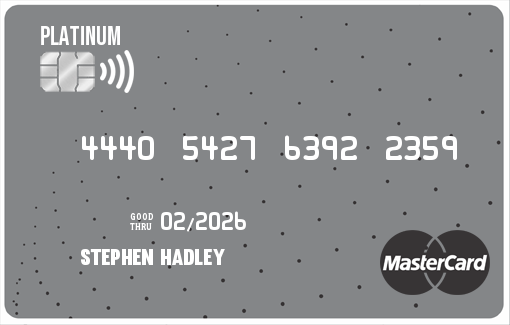 PLATINUM
4440 5427 6392 2359
GOOD THRU 02/2026
STEPHEN HADLEY
MasterCard